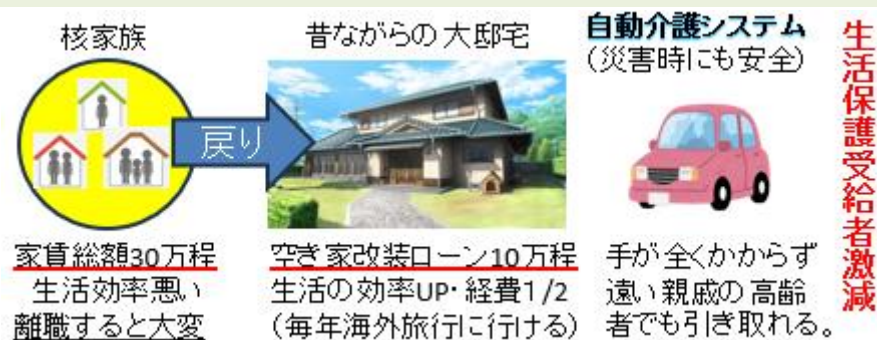 核家族
戻り
家賃総額30万程
生活効率悪い
離職すると大変
昔ながらの大邸宅
空き家改装ローン10万程
生活の効率UP・経費1/2
（毎年海外旅行に行ける）
自動介護システム
（災害時にも安全）
手が全くかからず
遠い親戚の高齢
者でも引き取れる。
生活保護受給者激減